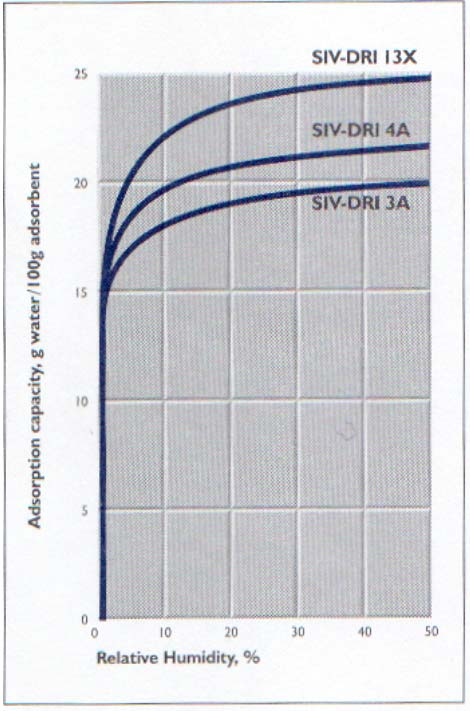 SIV-DRI 13X
25
SIV-DRI 4A
20
SIV-DRI 3A
15
10
5
0
0 10 20 30 40 50
Relative Humidity, %
Adsorption capacity, g water/100g adsorbent